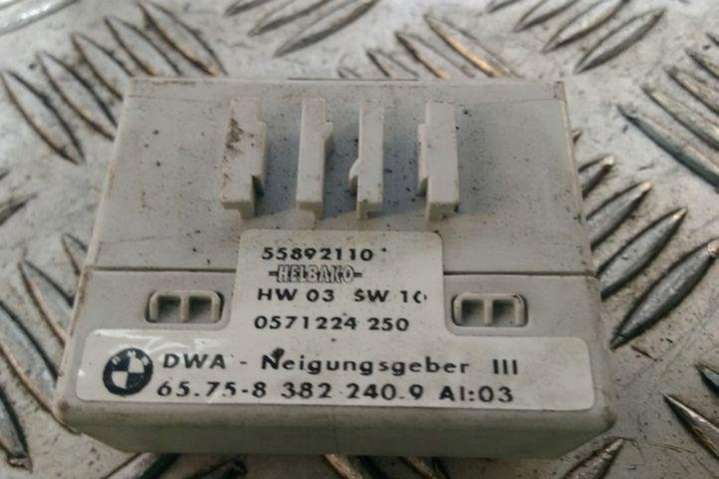 55892110
HELBAKO
HW 03 SW 10
0571224 250
DWA - Neigungsgeber III
65.75-8 382 240.9 AI:03